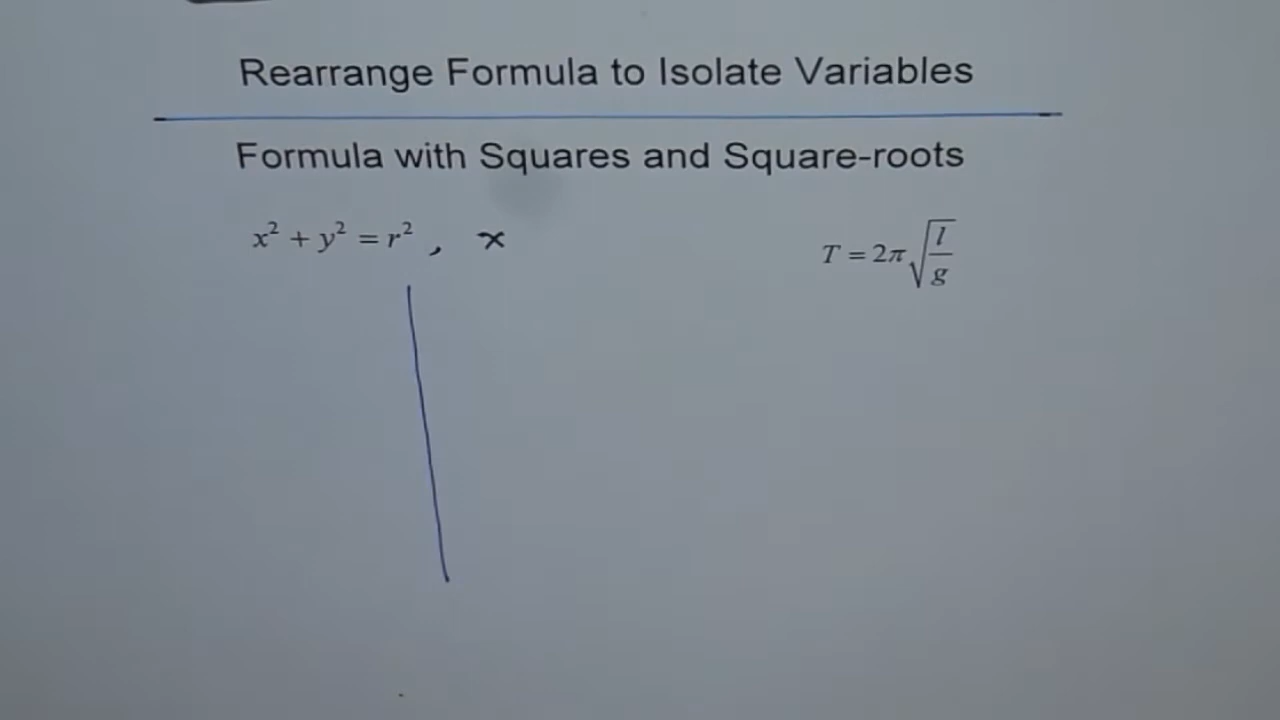 Rearrange Formula to Isolate Variables
Formula with Squares and Square-roots
x² + y² = r² , x
T = 2π√(l/g)